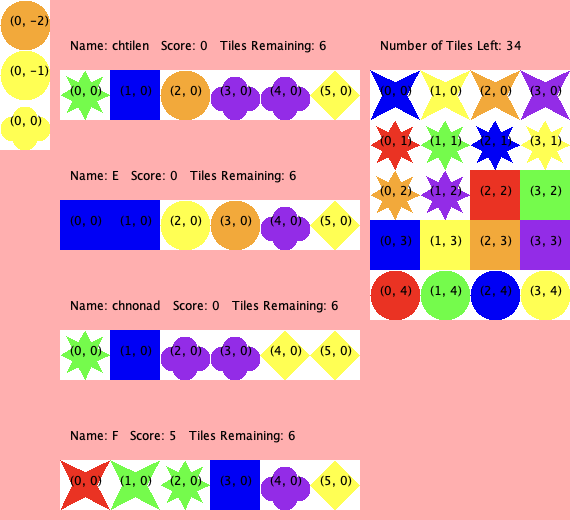 (0, -2)
(0, -1)
(0, 0)
Name: chtilen Score: 0 Tiles Remaining: 6
(0, 0) (1, 0) (2, 0) (3, 0) (4, 0) (5, 0)
Name: E Score: 0 Tiles Remaining: 6
(0, 0) (1, 0) (2, 0) (3, 0) (4, 0) (5, 0)
Name: chnonad Score: 0 Tiles Remaining: 6
(0, 0) (1, 0) (2, 0) (3, 0) (4, 0) (5, 0)
Name: F Score: 5 Tiles Remaining: 6
(0, 0) (1, 0) (2, 0) (3, 0) (4, 0) (5, 0)
Number of Tiles Left: 34
(0, 0) (1, 0) (2, 0) (3, 0)
(0, 1) (1, 1) (2, 1) (3, 1)
(0, 2) (1, 2) (2, 2) (3, 2)
(0, 3) (1, 3) (2, 3) (3, 3)
(0, 4) (1, 4) (2, 4) (3, 4)